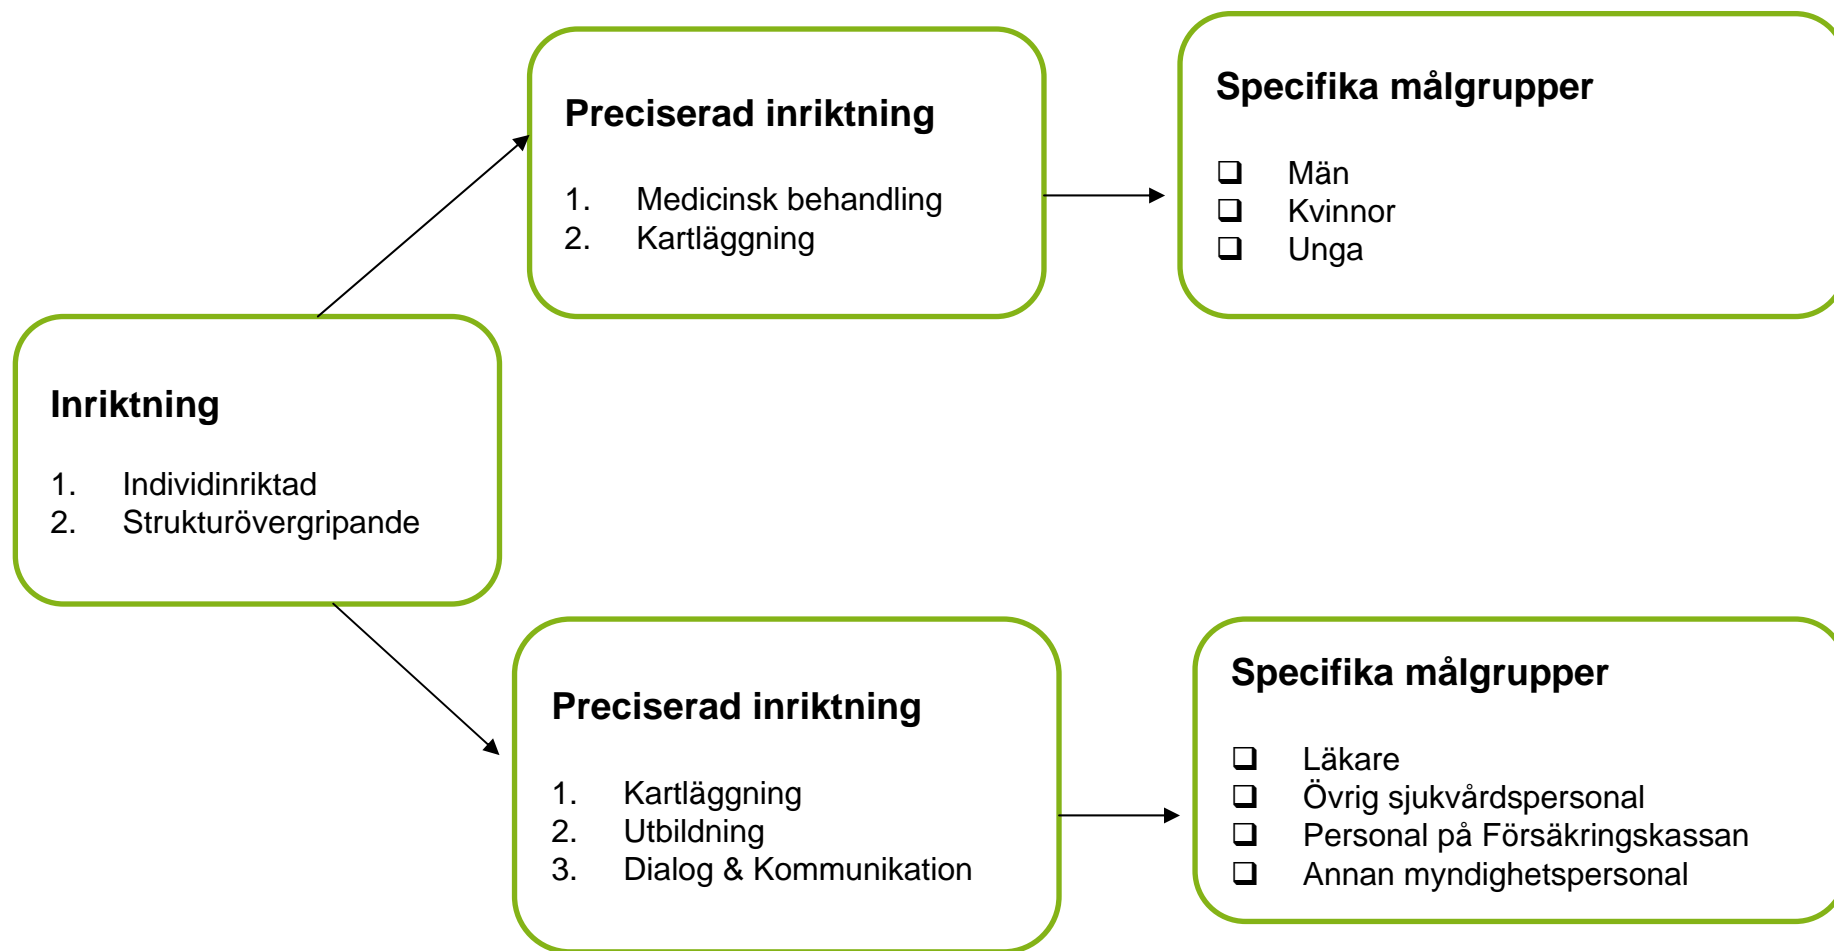 Inriktning
1. Individinriktad
2. Strukturövergripande
Preciserad inriktning
1. Medicinsk behandling
2. Kartläggning
Specifika målgrupper
❑ Män
❑ Kvinnor
❑ Unga
Preciserad inriktning
1. Kartläggning
2. Utbildning
3. Dialog & Kommunikation
Specifika målgrupper
❑ Läkare
❑ Övrig sjukvårdspersonal
❑ Personal på Försäkringskassan
❑ Annan myndighetspersonal